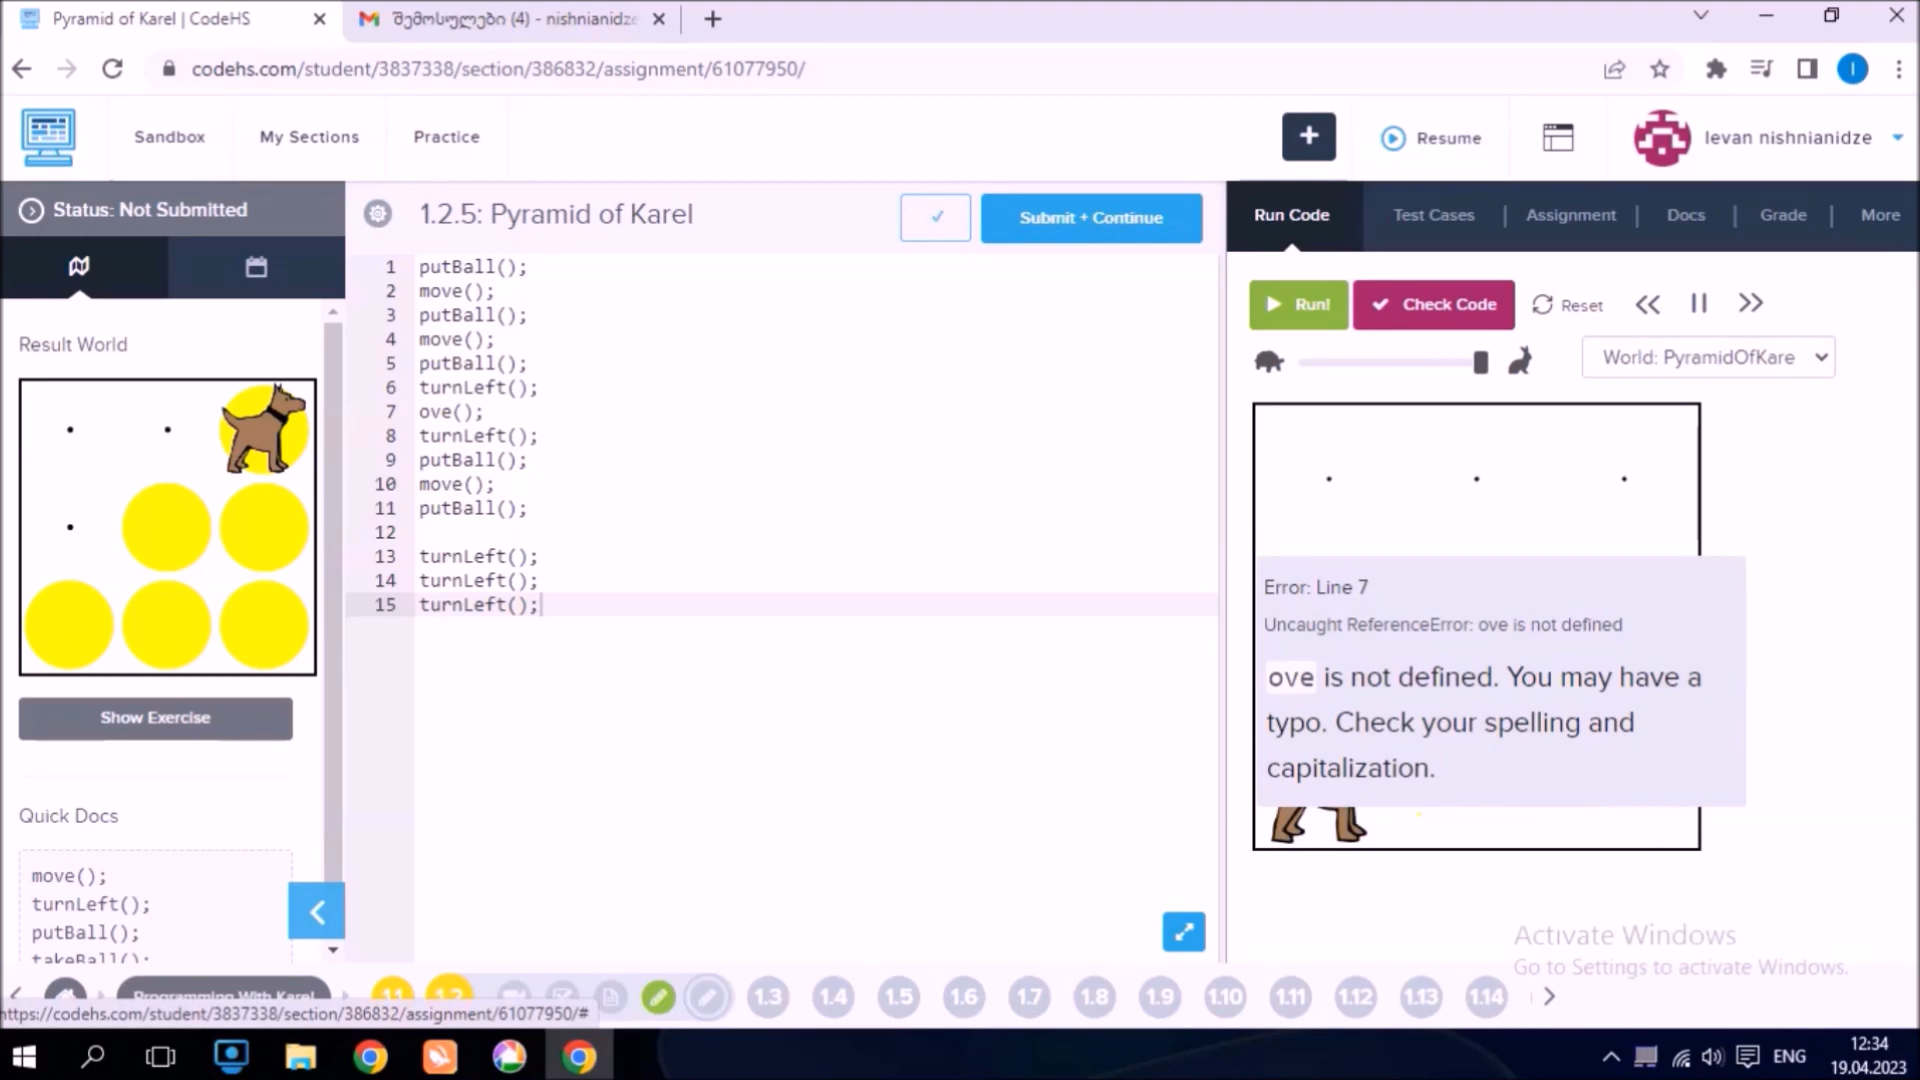 Pyramid of Karel | CodeHS
შემოსულები (4) - nishnianidze
codehs.com/student/3837338/section/386832/assignment/61077950/
I
Sandbox
My Sections
Practice
+
Resume
levan nishnianidze
Status: Not Submitted
1.2.5: Pyramid of Karel
Submit + Continue
Run Code
Test Cases
Assignment
Docs
Grade
More
Result World
Show Exercise
Quick Docs
move();
turnLeft();
putBall();
takeBall();
1 putBall();
2 move();
3 putBall();
4 move();
5 putBall();
6 turnLeft();
7 ove();
8 turnLeft();
9 putBall();
10 move();
11 putBall();
12
13 turnLeft();
14 turnLeft();
15 turnLeft();
Run!
Check Code
Reset
World: PyramidOfKare
Error: Line 7
Uncaught ReferenceError: ove is not defined
ove is not defined. You may have a
typo. Check your spelling and
capitalization.
Activate Windows
Go to Settings to activate Windows.
Programming With Karel
1.1
1.2
1.3
1.4
1.5
1.6
1.7
1.8
1.9
1.10
1.11
1.12
1.13
1.14
https://codehs.com/student/3837338/section/386832/assignment/61077950/#
ENG
12:34
19.04.2023